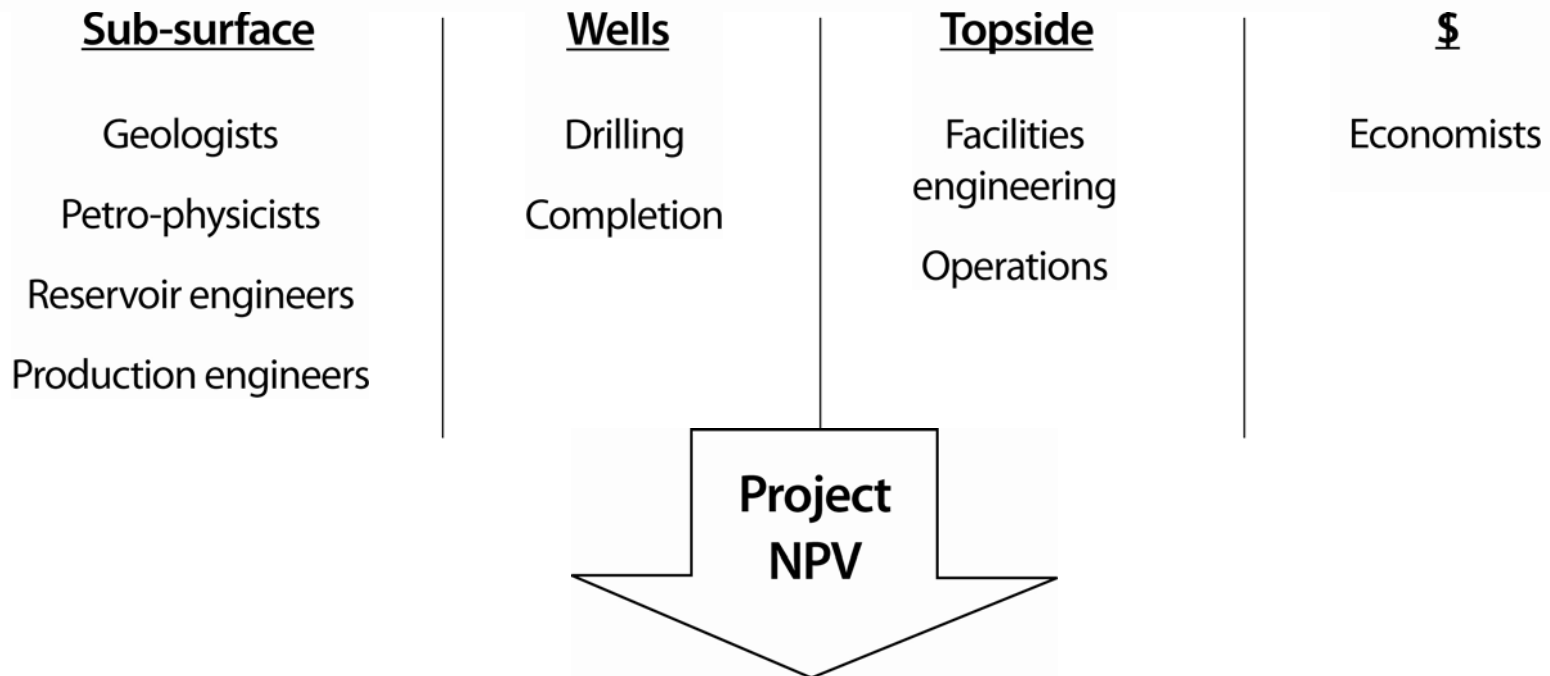 Sub-surface
Geologists
Petro-physicists
Reservoir engineers
Production engineers
Wells
Drilling
Completion
Topside
Facilities
engineering
Operations
$
Economists
Project
NPV